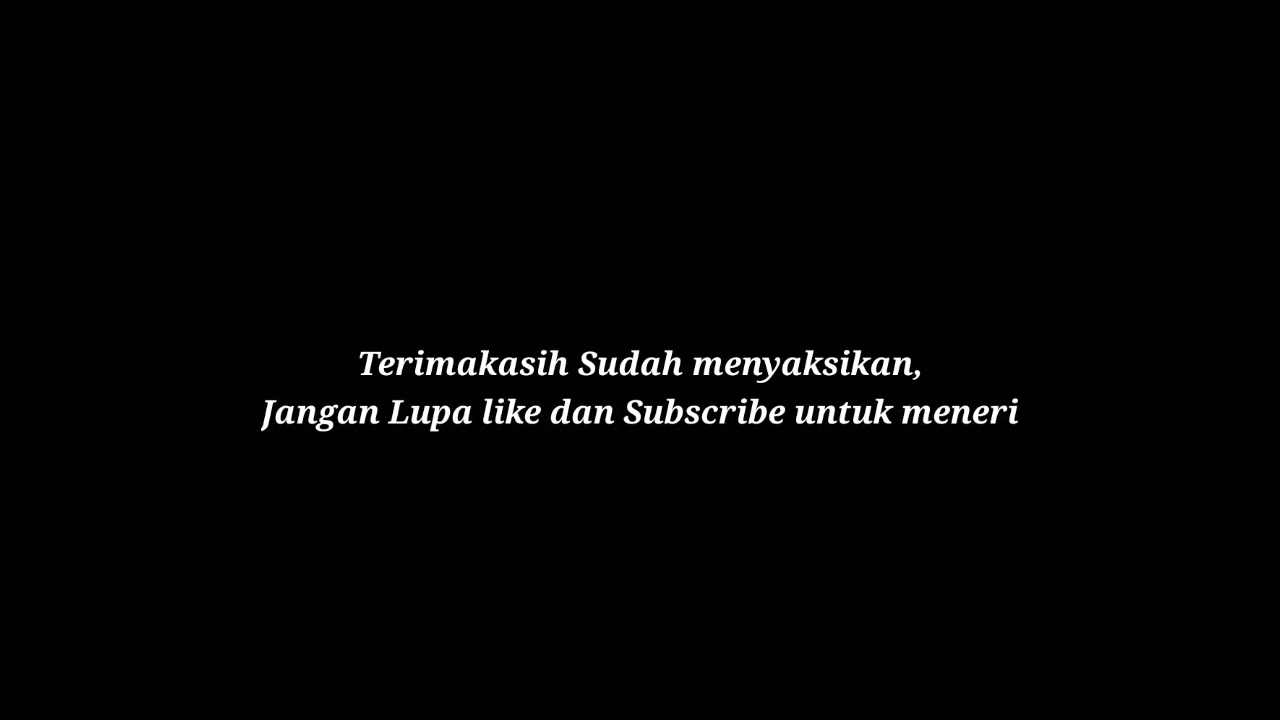 Terimakasih Sudah menyaksikan,
Jangan Lupa like dan Subscribe untuk meneri